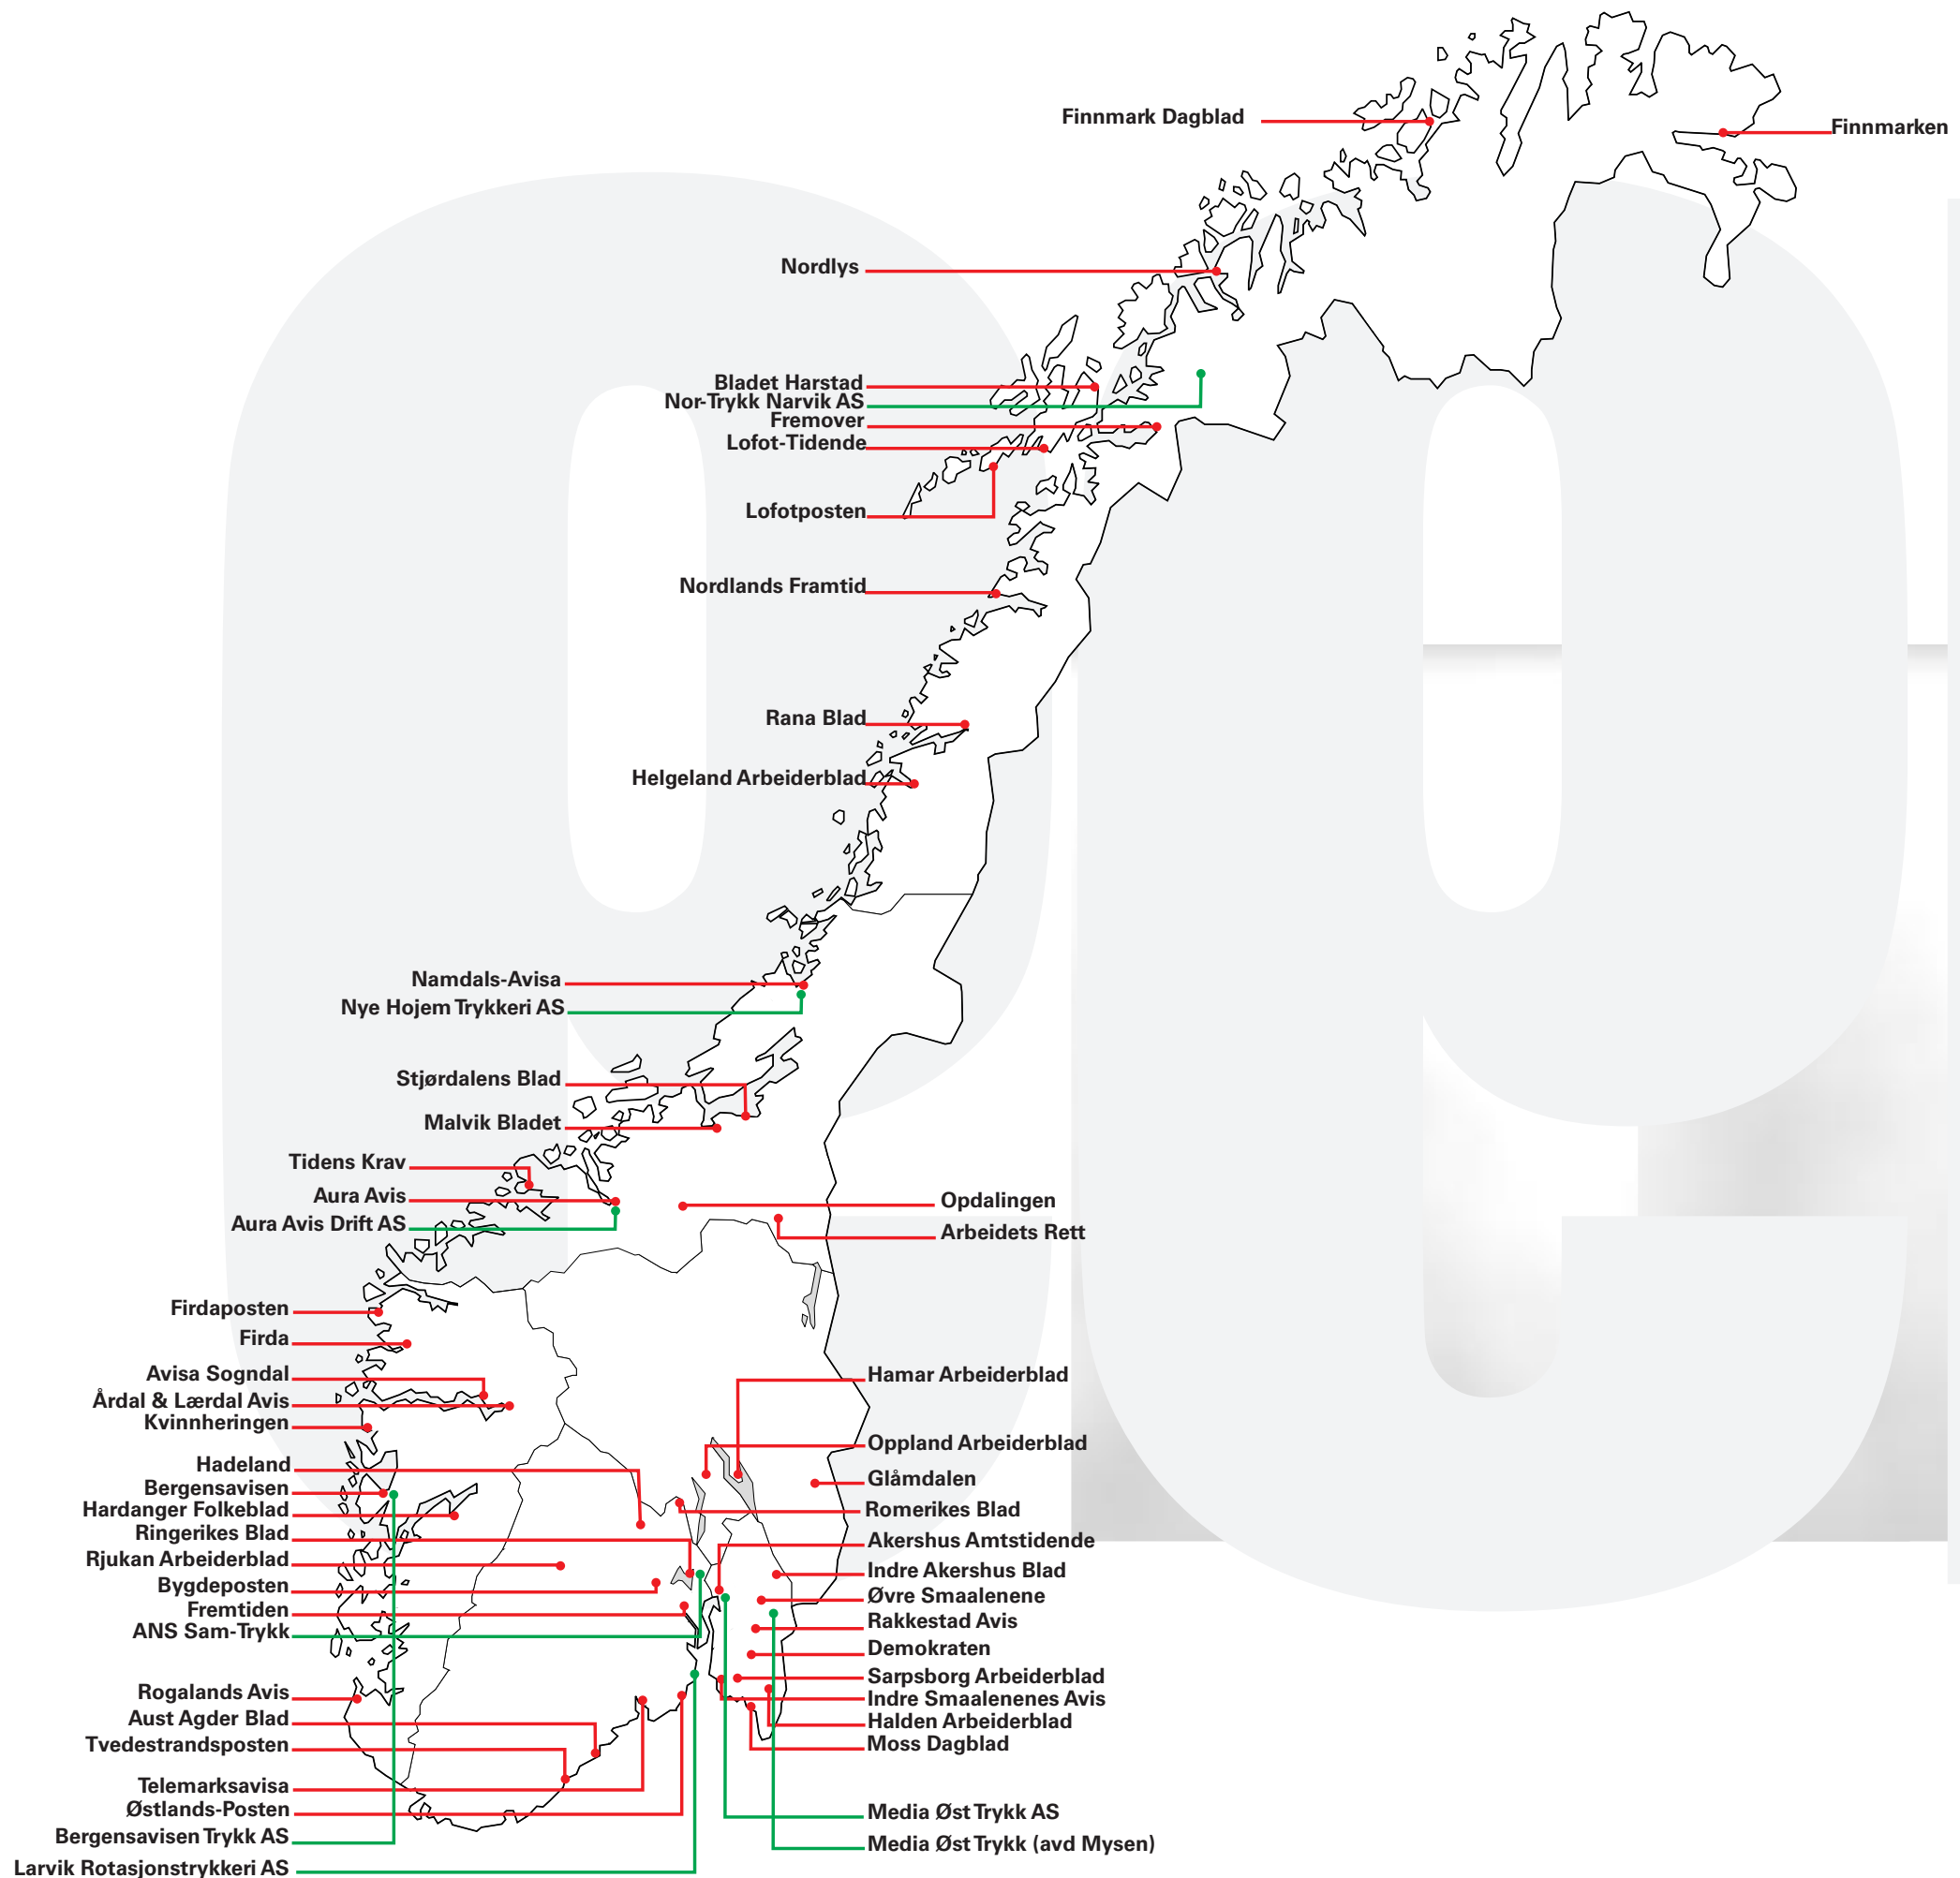 Finnmark Dagblad
Finnmarken
Nordlys
Bladet Harstad
Nor-Trykk Narvik AS
Fremover
Lofot-Tidende
Lofotposten
Nordlands Framtid
Rana Blad
Helgeland Arbeiderblad
Namdals-Avisa
Nye Hojem Trykkeri AS
Stjørdalens Blad
Malvik Bladet
Tidens Krav
Aura Avis
Aura Avis Drift AS
Opdalingen
Arbeidets Rett
Firdaposten
Firda
Avisa Sogndal
Årdal & Lærdal Avis
Kvinnheringen
Hadeland
Bergensavisen
Hardanger Folkeblad
Ringerikes Blad
Rjukan Arbeiderblad
Bygdeposten
Fremtiden
ANS Sam-Trykk
Rogalands Avis
Aust Agder Blad
Tvedestrandsposten
Telemarksavisa
Østlands-Posten
Bergensavisen Trykk AS
Larvik Rotasjonstrykkeri AS
Hamar Arbeiderblad
Oppland Arbeiderblad
Glåmdalen
Romerikes Blad
Akershus Amtstidende
Indre Akershus Blad
Øvre Smaalenene
Rakkestad Avis
Demokraten
Sarpsborg Arbeiderblad
Indre Smaalenenes Avis
Halden Arbeiderblad
Moss Dagblad
Media Øst Trykk AS
Media Øst Trykk (avd Mysen)